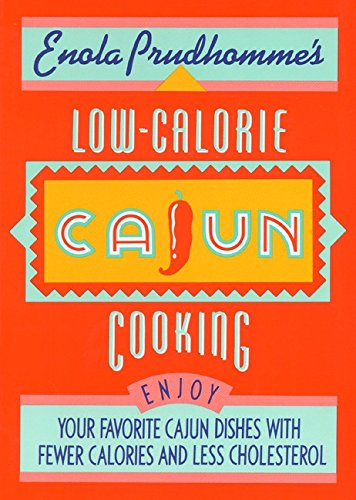 Enola Prudhomme's
LOW-CALORIE
CAJUN
COOKING
ENJOY
YOUR FAVORITE CAJUN DISHES WITH
FEWER CALORIES AND LESS CHOLESTEROL